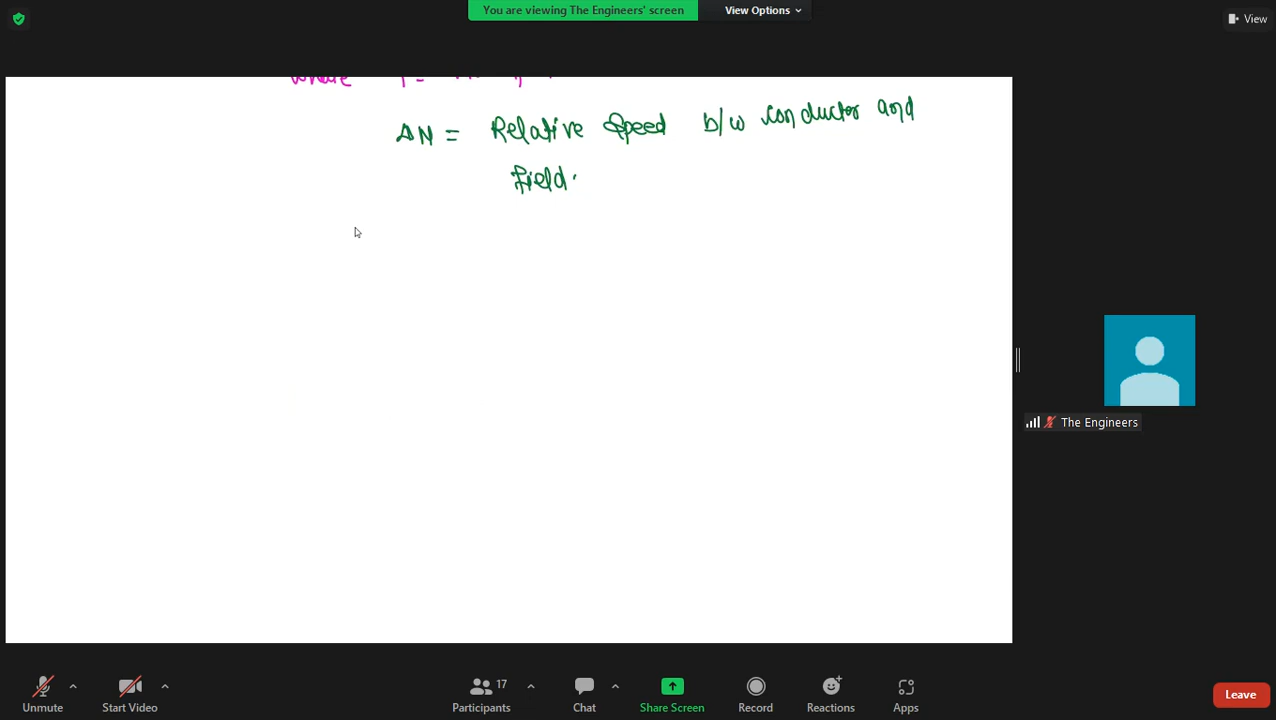 You are viewing The Engineers' screen
View Options
View
where
ΔN = Relative Speed b/w conductor and
field.
The Engineers
17
Unmute
Start Video
Participants
Chat
Share Screen
Record
Reactions
Apps
Leave